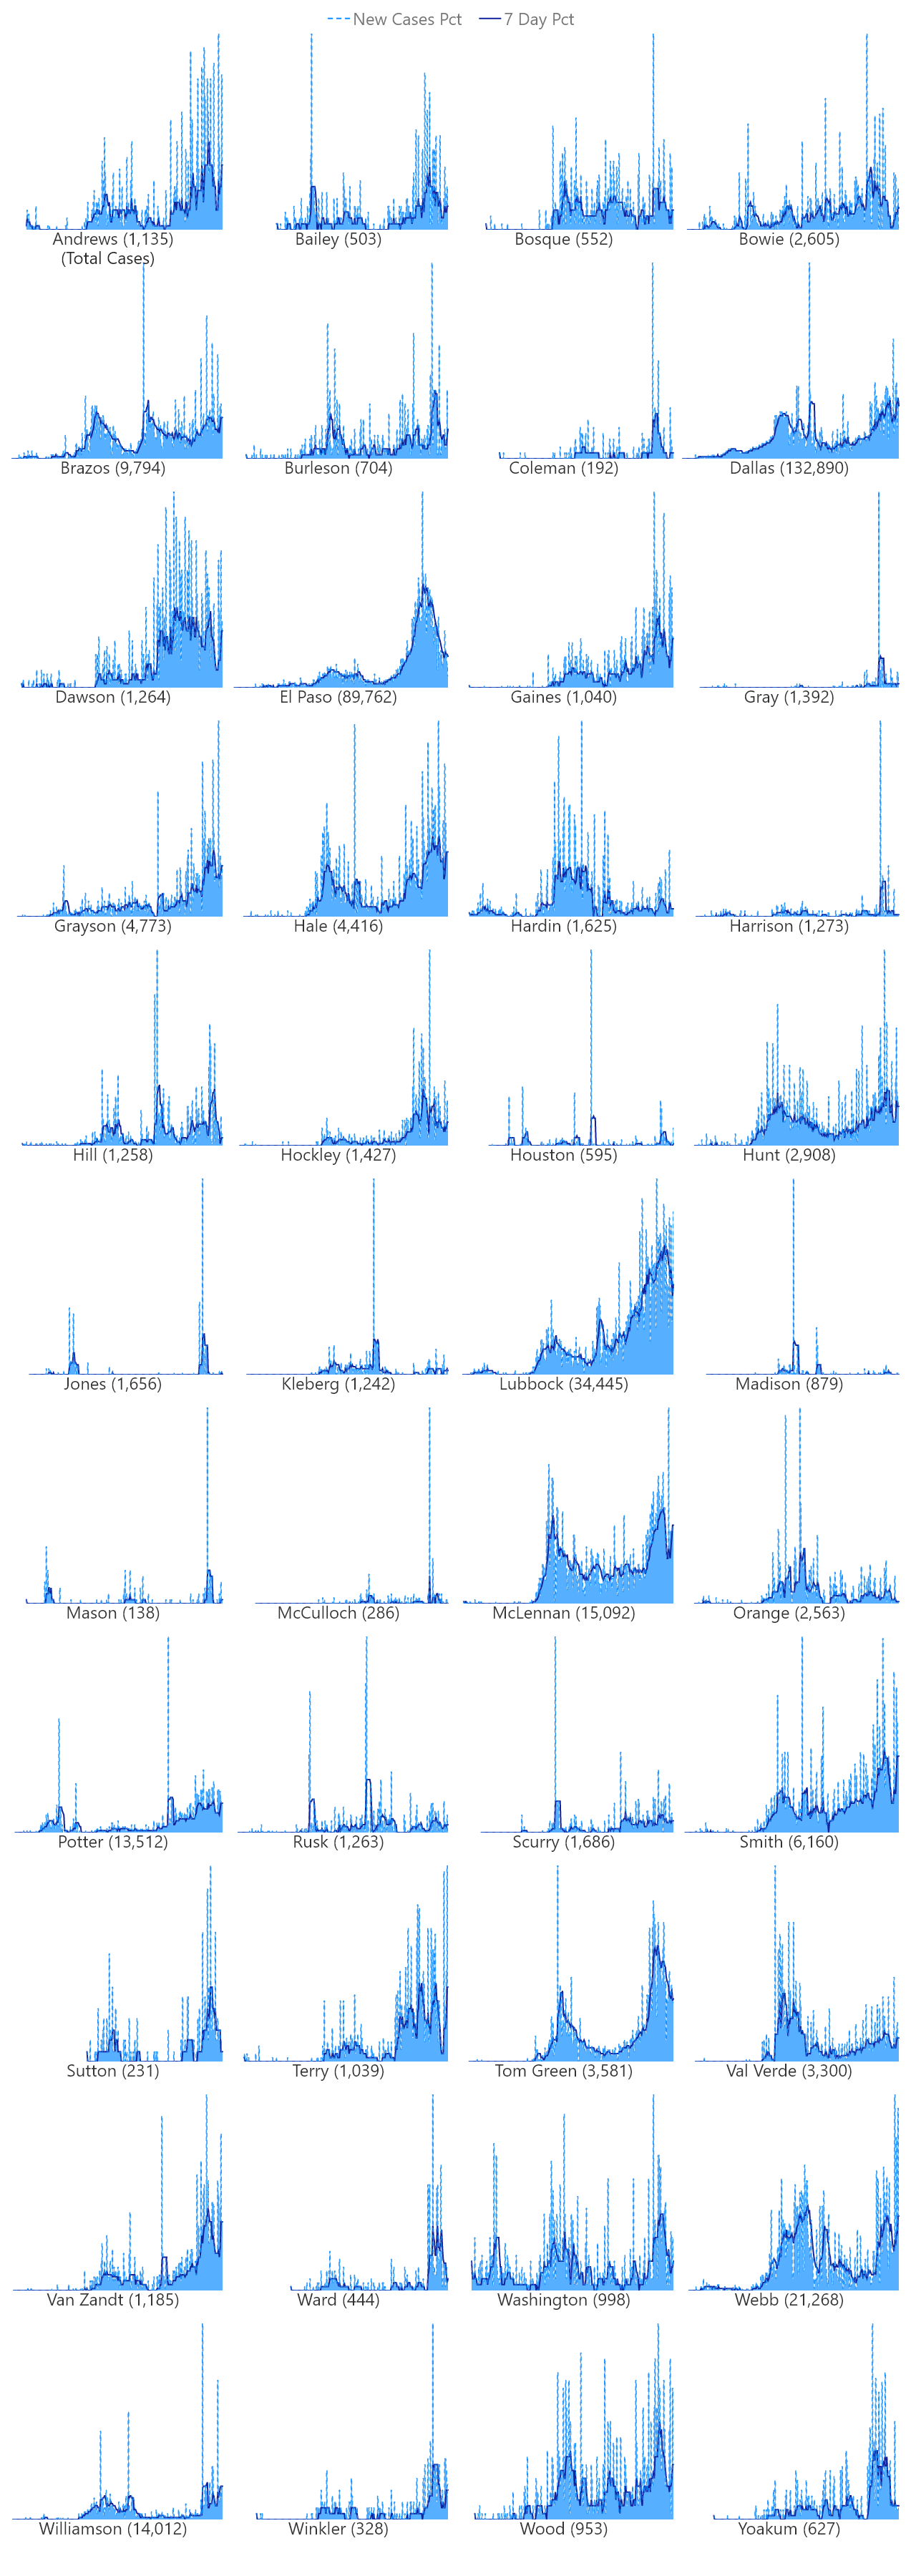 New Cases Pct 7 Day Pct
Andrews (1,135) Bailey (503) Bosque (552) Bowie (2,605)
(Total Cases)
Brazos (9,794) Burleson (704) Coleman (192) Dallas (132,890)
Dawson (1,264) El Paso (89,762) Gaines (1,040) Gray (1,392)
Grayson (4,773) Hale (4,416) Hardin (1,625) Harrison (1,273)
Hill (1,258) Hockley (1,427) Houston (595) Hunt (2,908)
Jones (1,656) Kleberg (1,242) Lubbock (34,445) Madison (879)
Mason (138) McCulloch (286) McLennan (15,092) Orange (2,563)
Potter (13,512) Rusk (1,263) Scurry (1,686) Smith (6,160)
Sutton (231) Terry (1,039) Tom Green (3,581) Val Verde (3,300)
Van Zandt (1,185) Ward (444) Washington (998) Webb (21,268)
Williamson (14,012) Winkler (328) Wood (953) Yoakum (627)